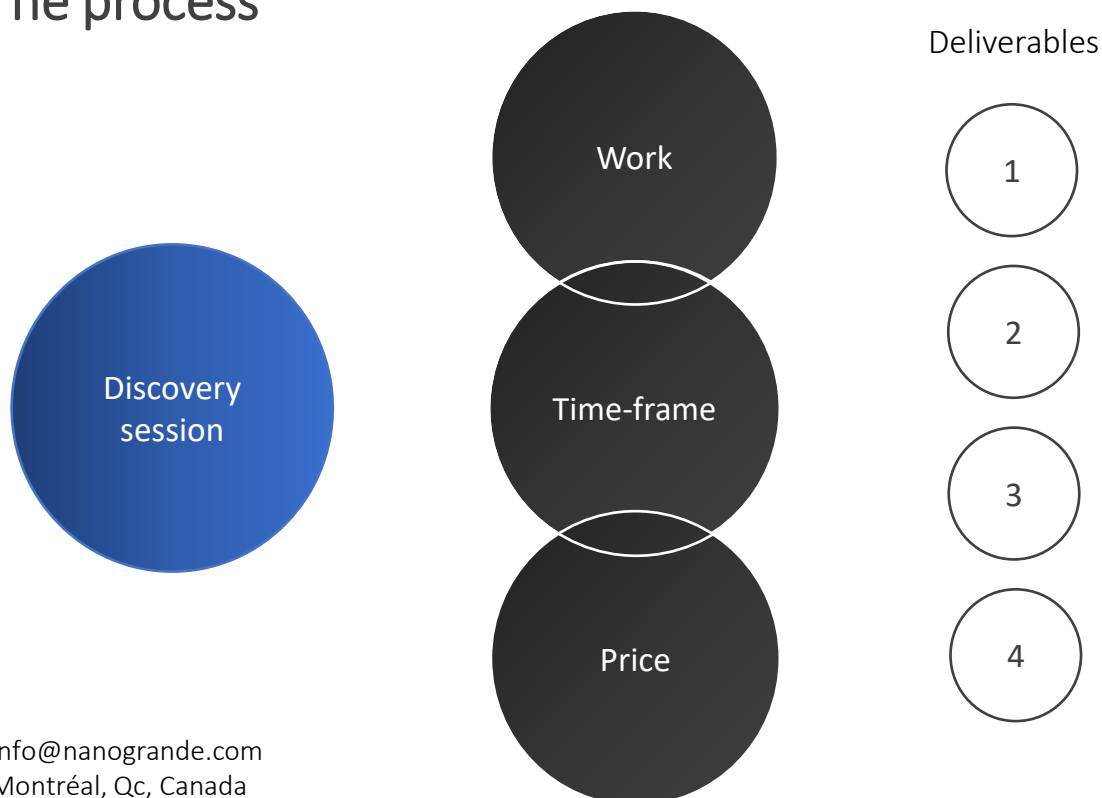 he process
Deliverables
Work
1
2
Discovery
session
Time-frame
3
Price
4
nfo@nanogrande.com
Montréal, Qc, Canada